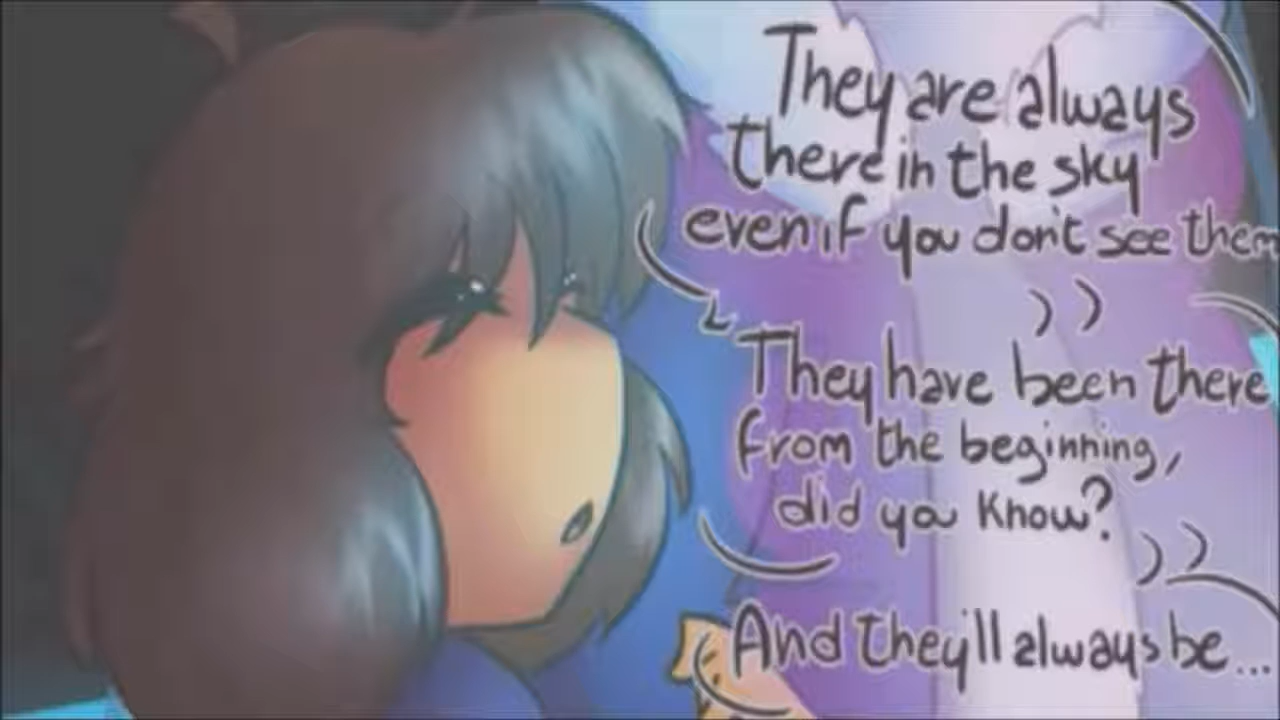 They are always
there in the sky
even if you don't see them
They have been there
from the beginning,
did you know?
And they'll always be...